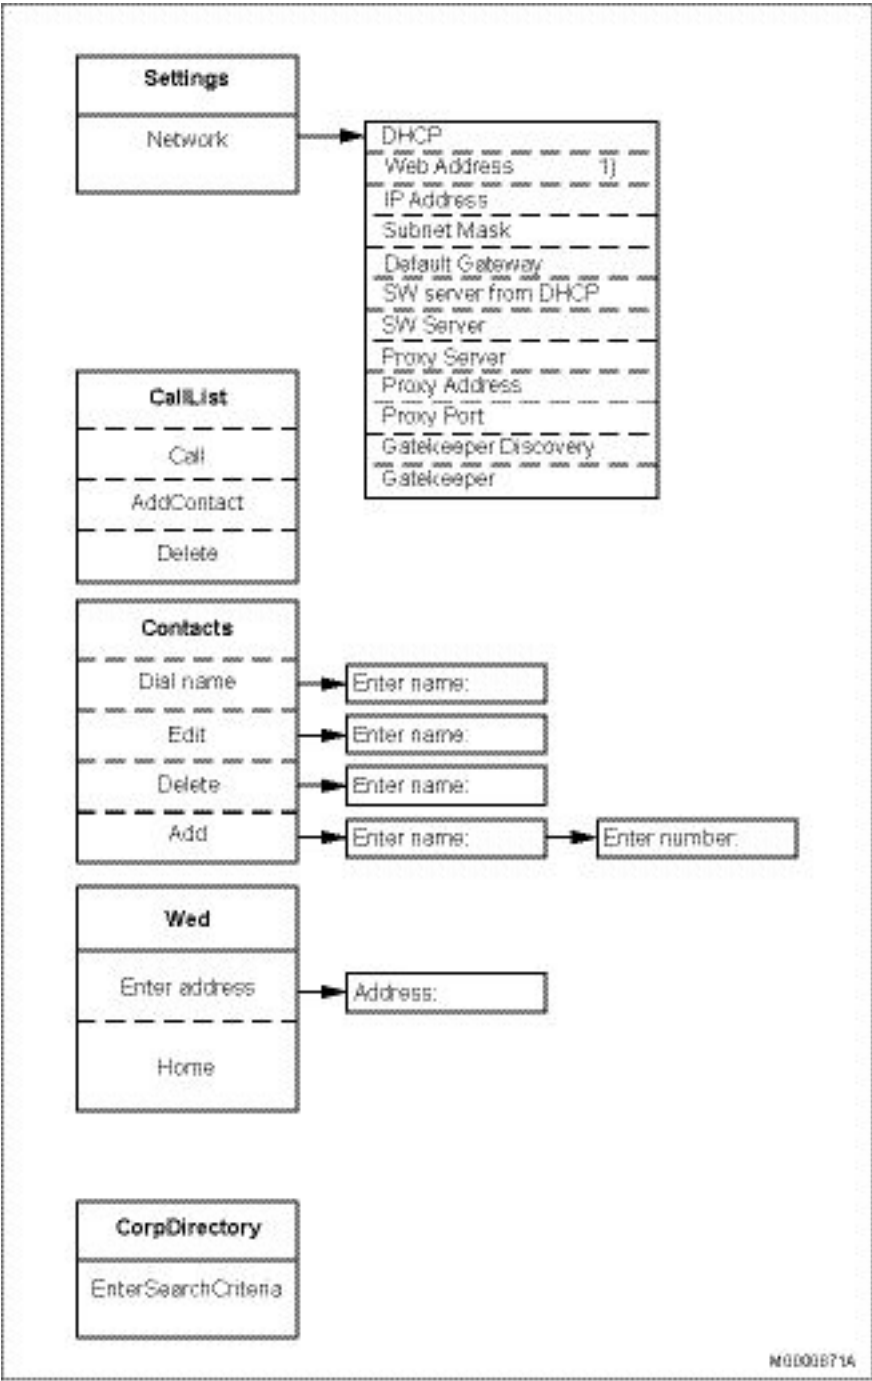 Settings
Network
DHCP
Web Address 1)
IP Address
Subnet Mask
Default Gateway
SW server from DHCP
SW Server
Proxy Server
Proxy Address
Proxy Port
Gatekeeper Discovery
Gatekeeper
CallList
Call
AddContact
Delete
Contacts
Dial name
Enter name:
Edit
Enter name:
Delete
Enter name:
Add
Enter name:
Enter number:
Wed
Enter address
Address:
Home
CorpDirectory
EnterSearchCriteria
M0000871A